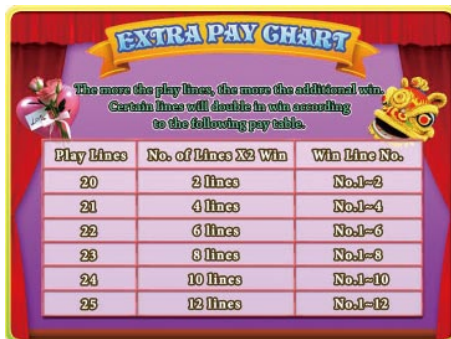 EXTRA PAY CHART
The more the play lines, the more the additional win.
Certain lines will double in win according
to the following pay table.
Play Lines No. of Lines X2 Win Win Line No.
20 2 lines No.1~2
21 4 lines No.1~4
22 6 lines No.1~6
23 8 lines No.1~8
24 10 lines No.1~10
25 12 lines No.1~12